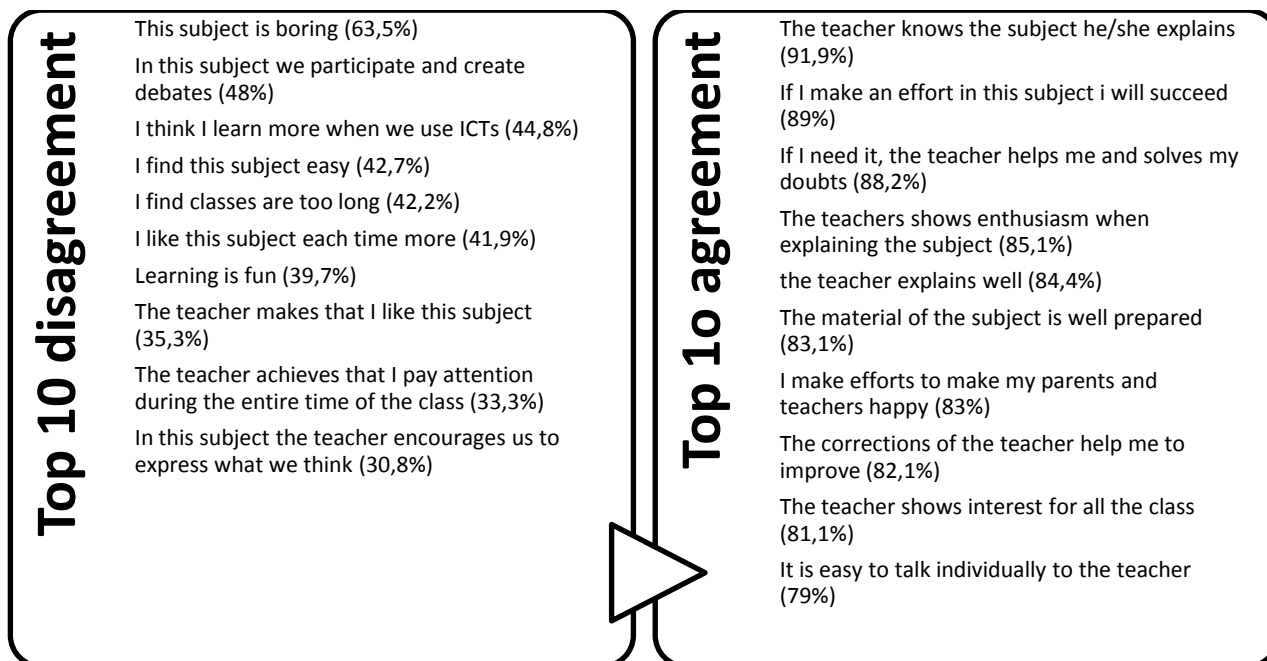 Top 10 disagreement
This subject is boring (63,5%)
In this subject we participate and create
debates (48%)
I think I learn more when we use ICTs (44,8%)
I find this subject easy (42,7%)
I find classes are too long (42,2%)
I like this subject each time more (41,9%)
Learning is fun (39,7%)
The teacher makes that I like this subject
(35,3%)
The teacher achieves that I pay attention
during the entire time of the class (33,3%)
In this subject the teacher encourages us to
express what we think (30,8%)
Top 1o agreement
The teacher knows the subject he/she explains
(91,9%)
If I make an effort in this subject i will succeed
(89%)
If I need it, the teacher helps me and solves my
doubts (88,2%)
The teachers shows enthusiasm when
explaining the subject (85,1%)
the teacher explains well (84,4%)
The material of the subject is well prepared
(83,1%)
I make efforts to make my parents and
teachers happy (83%)
The corrections of the teacher help me to
improve (82,1%)
The teacher shows interest for all the class
(81,1%)
It is easy to talk individually to the teacher
(79%)